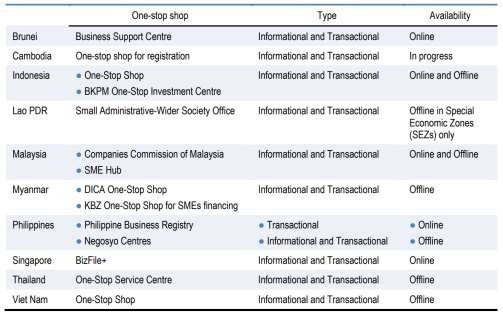 One-stop shop Type Availability
Brunei Business Support Centre Informational and Transactional Online
Cambodia One-stop shop for registration Informational and Transactional In progress
Indonesia ● One-Stop Shop Informational and Transactional Online and Offline
● BKPM One-Stop Investment Centre
Lao PDR Small Administrative-Wider Society Office Informational and Transactional Offline in Special
Economic Zones
(SEZs) only
Malaysia ● Companies Commission of Malaysia Informational and Transactional Online and Offline
● SME Hub
Myanmar ● DICA One-Stop Shop Informational and Transactional Offline
● KBZ One-Stop Shop for SMEs financing
Philippines ● Philippine Business Registry ● Transactional ● Online
● Negosyo Centres ● Informational and Transactional ● Offline
Singapore BizFile+ Informational and Transactional Online
Thailand One-Stop Service Centre Informational and Transactional Offline
Viet Nam One-Stop Shop Informational and Transactional Offline